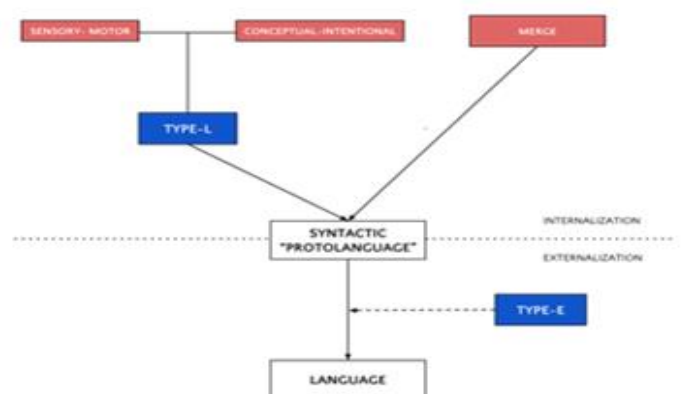 SENSORY- MOTOR
CONCEPTUAL-INTENTIONAL
MERGE
TYPE-L
SYNTACTIC
"PROTOLANGUAGE"
INTERNALIZATION
EXTERNALIZATION
TYPE-E
LANGUAGE